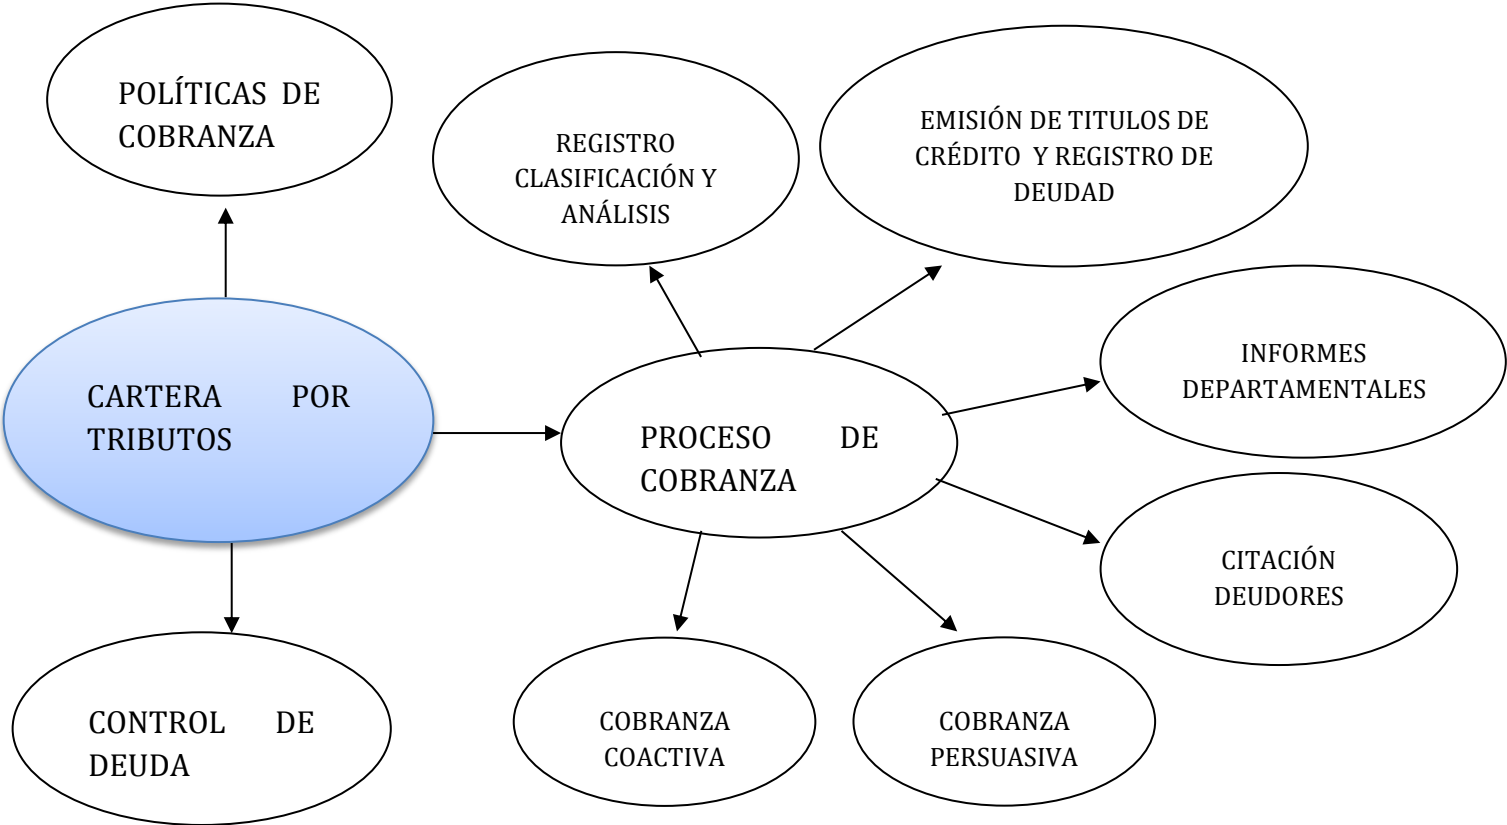 POLÍTICAS DE
COBRANZA
REGISTRO
CLASIFICACIÓN Y
ANÁLISIS
EMISIÓN DE TITULOS DE
CRÉDITO Y REGISTRO DE
DEUDAD
CARTERA POR
TRIBUTOS
PROCESO DE
COBRANZA
INFORMES
DEPARTAMENTALES
CITACIÓN
DEUDORES
CONTROL DE
DEUDA
COBRANZA
COACTIVA
COBRANZA
PERSUASIVA